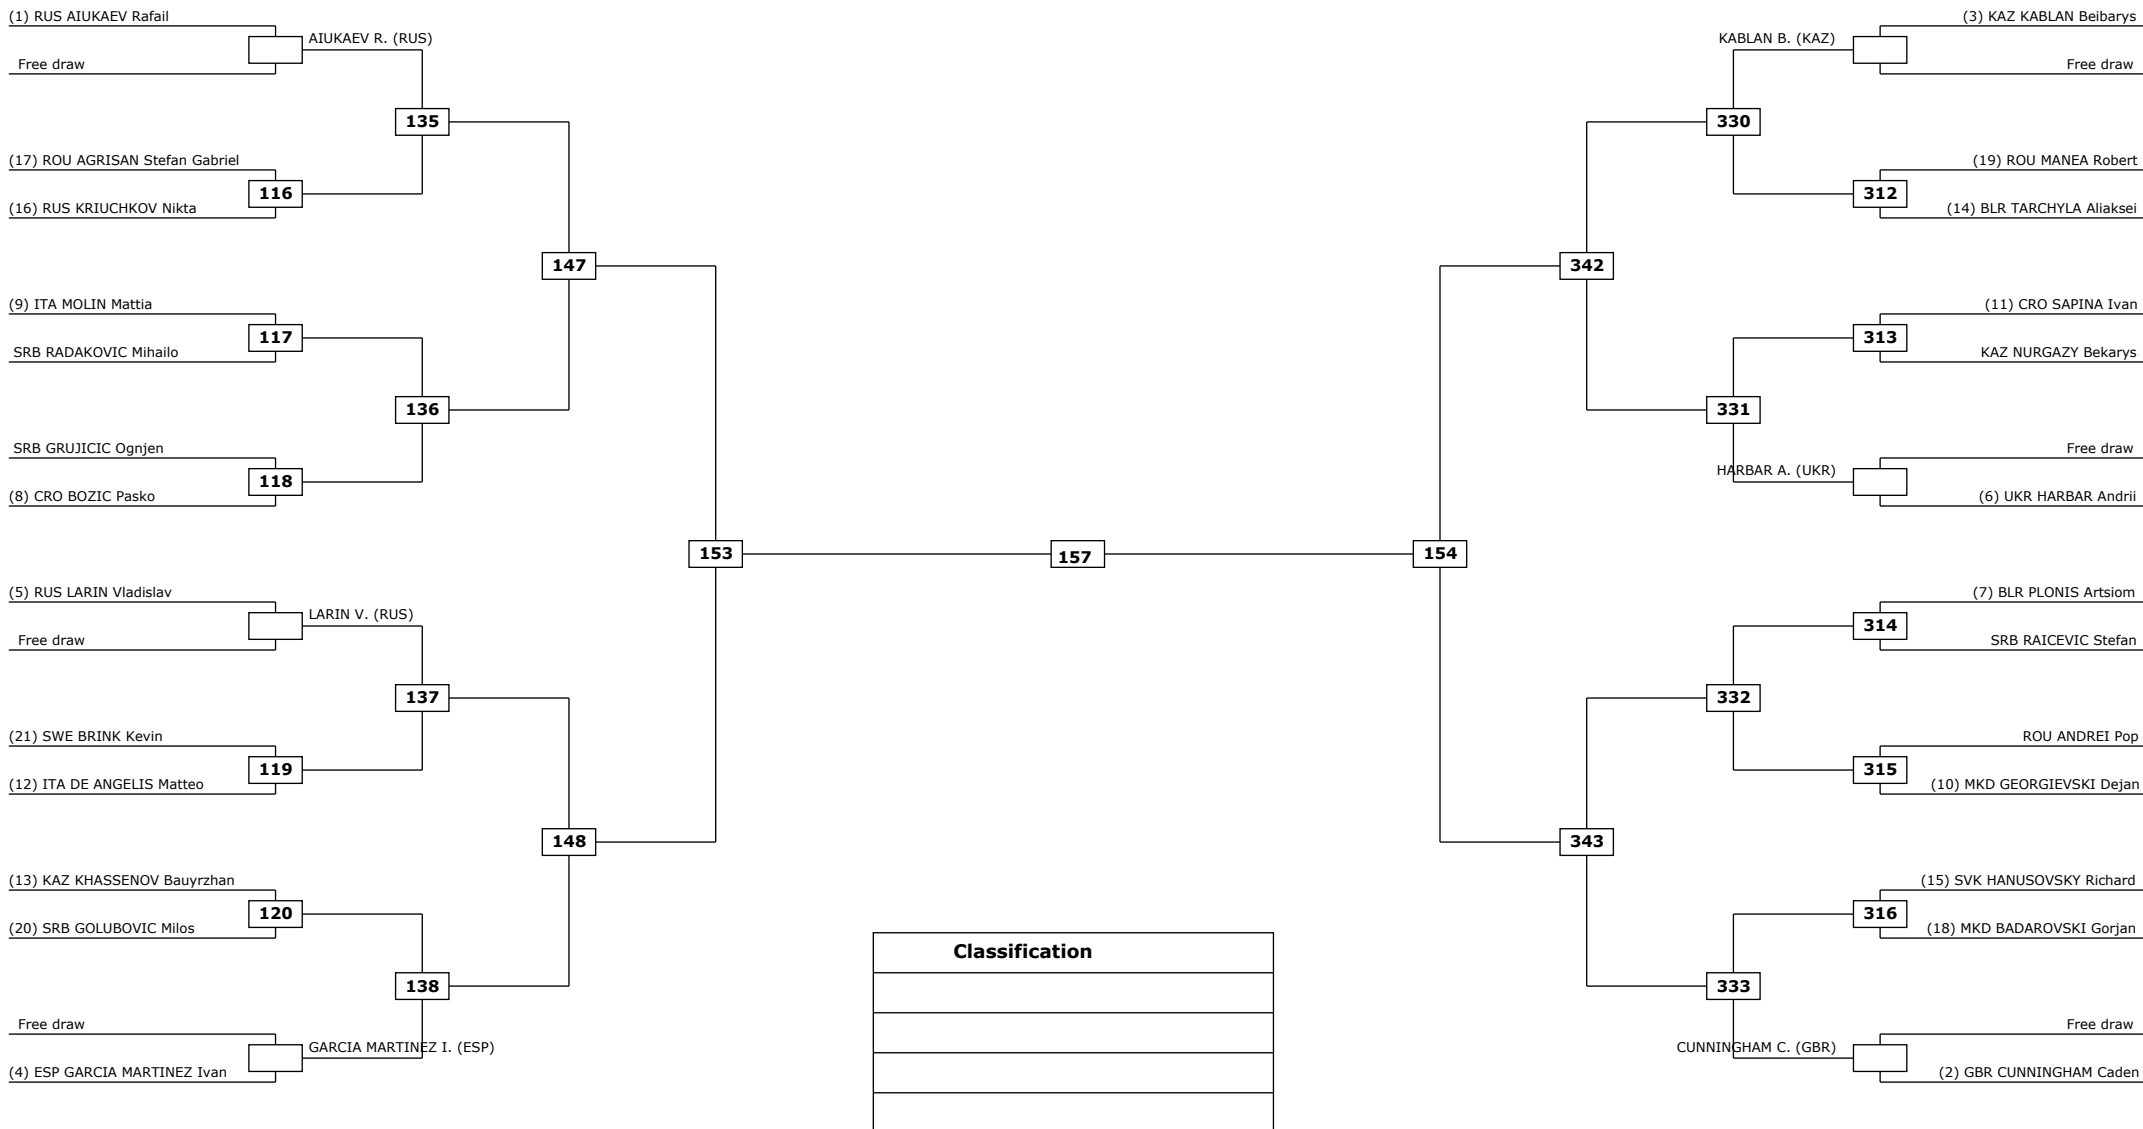 (1) RUS AIUKAEV Rafail
AIUKAEV R. (RUS)
Free draw
135
(17) ROU AGRISAN Stefan Gabriel
116
(16) RUS KRIUCHKOV Nikta
147
(9) ITA MOLIN Mattia
117
SRB RADAKOVIC Mihailo
136
SRB GRUJICIC Ognjen
118
(8) CRO BOZIC Pasko
153
(5) RUS LARIN Vladislav
LARIN V. (RUS)
Free draw
137
(21) SWE BRINK Kevin
119
(12) ITA DE ANGELIS Matteo
148
(13) KAZ KHASSENOV Bauyrzhan
120
(20) SRB GOLUBOVIC Milos
138
Free draw
GARCIA MARTINEZ I. (ESP)
(4) ESP GARCIA MARTINEZ Ivan
157
Classification
(3) KAZ KABLAN Beibarys
KABLAN B. (KAZ)
Free draw
330
(19) ROU MANEA Robert
312
(14) BLR TARCHYLA Aliaksei
342
(11) CRO SAPINA Ivan
313
KAZ NURGAZY Bekarys
331
Free draw
HARBAR A. (UKR)
(6) UKR HARBAR Andrii
154
(7) BLR PLONIS Artsiom
314
SRB RAICEVIC Stefan
332
ROU ANDREI Pop
315
(10) MKD GEORGIEVSKI Dejan
343
(15) SVK HANUSOVSKY Richard
316
(18) MKD BADAROVSKI Gorjan
333
Free draw
CUNNINGHAM C. (GBR)
(2) GBR CUNNINGHAM Caden